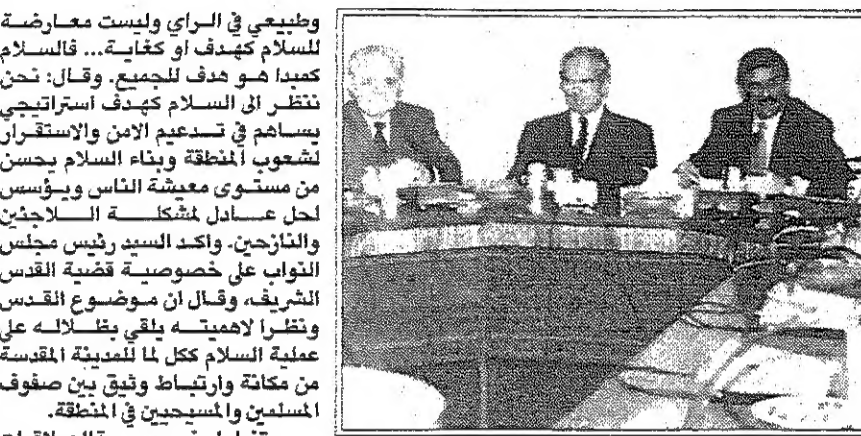 وطبيعي في الراي وليست معارضة
للسلام كهدف او كغاية... فالسلام
كمبدا هو هدف للجميع. وقال: نحن
ننظر الى السلام كهدف استراتيجي
يساهم في تدعيم الامن والاستقرار
لشعوب المنطقة وبناء السلام يحسن
من مستوى معيشة الناس ويؤسس
لحل عادل لمشكلة اللاجئين
والنازحين. واكد السيد رئيس مجلس
النواب على خصوصية قضية القدس
الشريف، وقال ان موضوع القدس
ونظرا لاهميته يلقي بظلاله على
عملية السلام ككل لما للمدينة المقدسة
من مكانة وارتباط وثيق بين صفوف
المسلمين والمسيحيين في المنطقة.